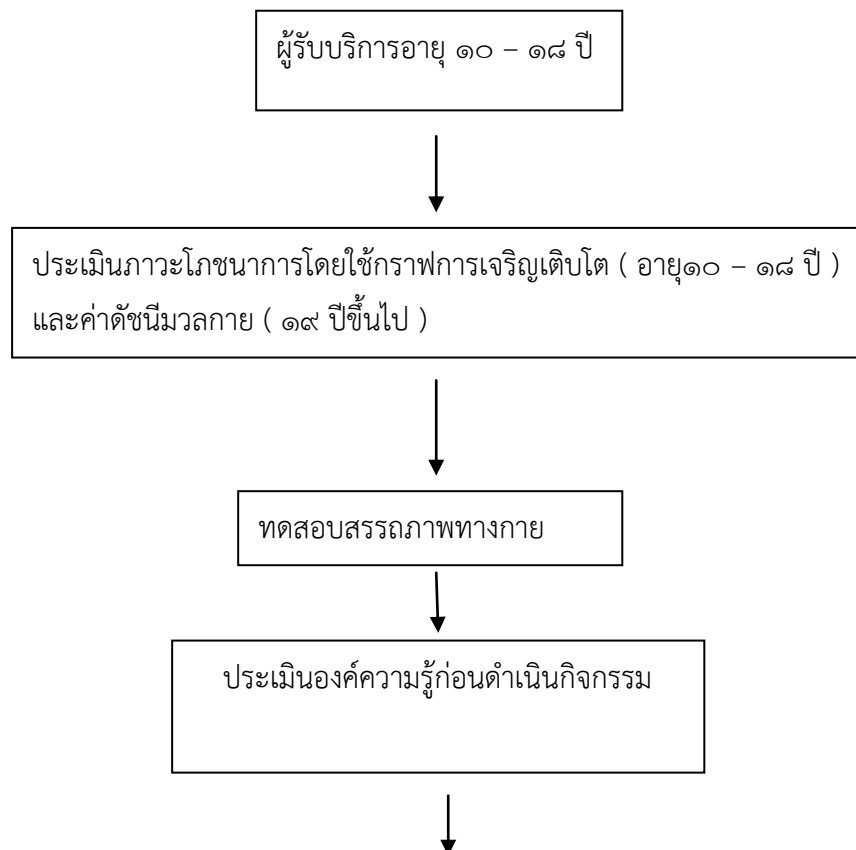 ผู้รับบริการอายุ ๑๐ – ๑๘ ปี
ประเมินภาวะโภชนาการโดยใช้กราฟการเจริญเติบโต ( อายุ๑๐ – ๑๘ ปี )
และค่าดัชนีมวลกาย ( ๑๙ ปีขึ้นไป )
ทดสอบสรรถภาพทางกาย
ประเมินองค์ความรู้ก่อนดำเนินกิจกรรม